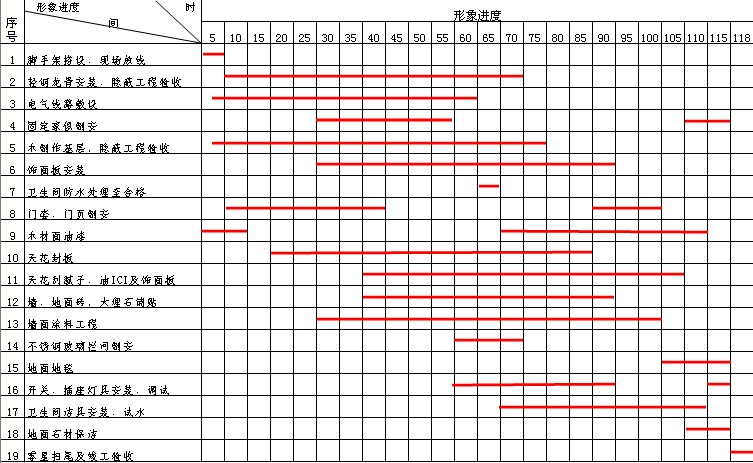 形象进度 时
间
序号
形象进度
5 10 15 20 25 30 35 40 45 50 55 60 65 70 75 80 85 90 95 100 105 110 115 118
1 脚手架搭设、现场放线
2 轻钢龙骨安装、隐蔽工程验收
3 电气线路敷设
4 固定家俱制安
5 木制作基层、隐蔽工程验收
6 饰面板安装
7 卫生间防水处理至合格
8 门套、门页制安
9 木材面油漆
10 天花封板
11 天花刮腻子、油ICI及饰面板
12 墙、地面砖、大理石铺贴
13 墙面涂料工程
14 不锈钢玻璃拦河制安
15 地面地毯
16 开关、插座灯具安装、调试
17 卫生间洁具安装、试水
18 地面石材保洁
19 零星扫尾及竣工验收